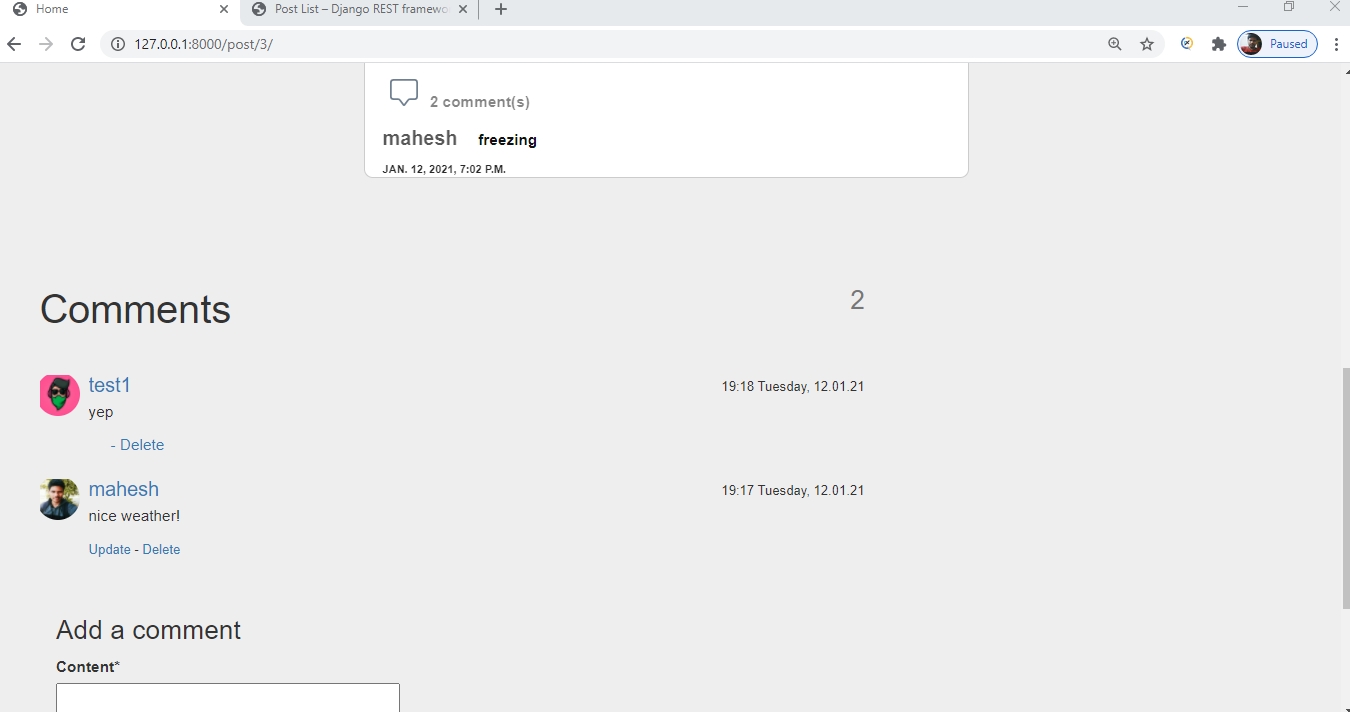 Home
Post List – Django REST framewo
127.0.0.1:8000/post/3/
Paused
2 comment(s)
mahesh freezing
JAN. 12, 2021, 7:02 P.M.
Comments 2
test1 19:18 Tuesday, 12.01.21
yep
- Delete
mahesh 19:17 Tuesday, 12.01.21
nice weather!
Update - Delete
Add a comment
Content*